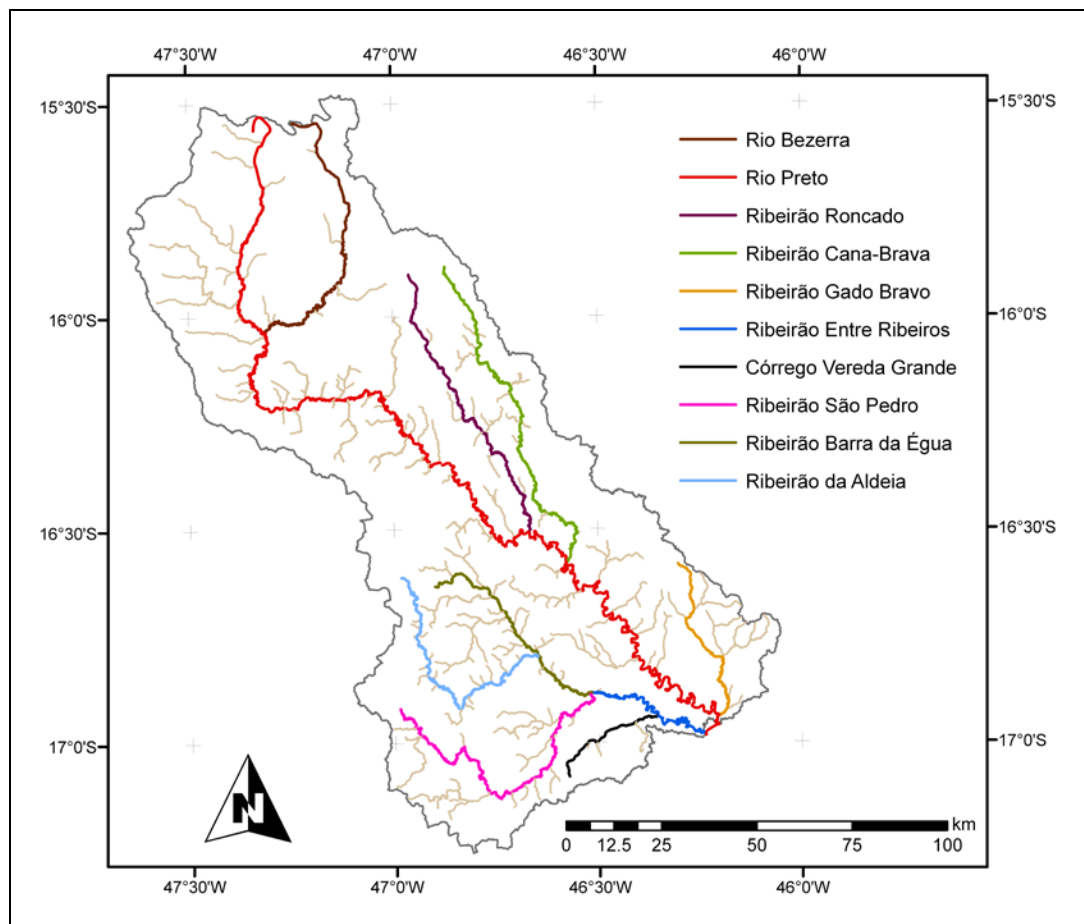 47°30'W 47°0'W 46°30'W 46°0'W
15°30'S 15°30'S
Rio Bezerra
Rio Preto
Ribeirão Roncado
Ribeirão Cana-Brava
Ribeirão Gado Bravo
16°0'S 16°0'S
Ribeirão Entre Ribeiros
Córrego Vereda Grande
Ribeirão São Pedro
Ribeirão Barra da Égua
Ribeirão da Aldeia
16°30'S 16°30'S
17°0'S 17°0'S
N
km
0 12.5 25 50 75 100
47°30'W 47°0'W 46°30'W 46°0'W